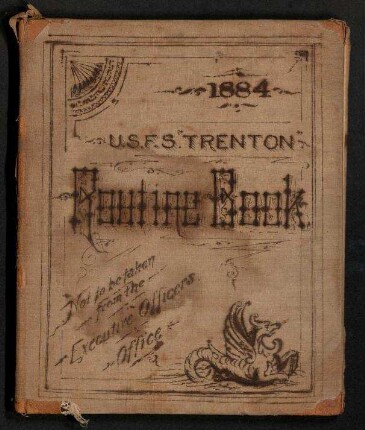 1884
U.S.F.S. "TRENTON"
Routine Book
Not to be taken
from the
Executive Officers
Office